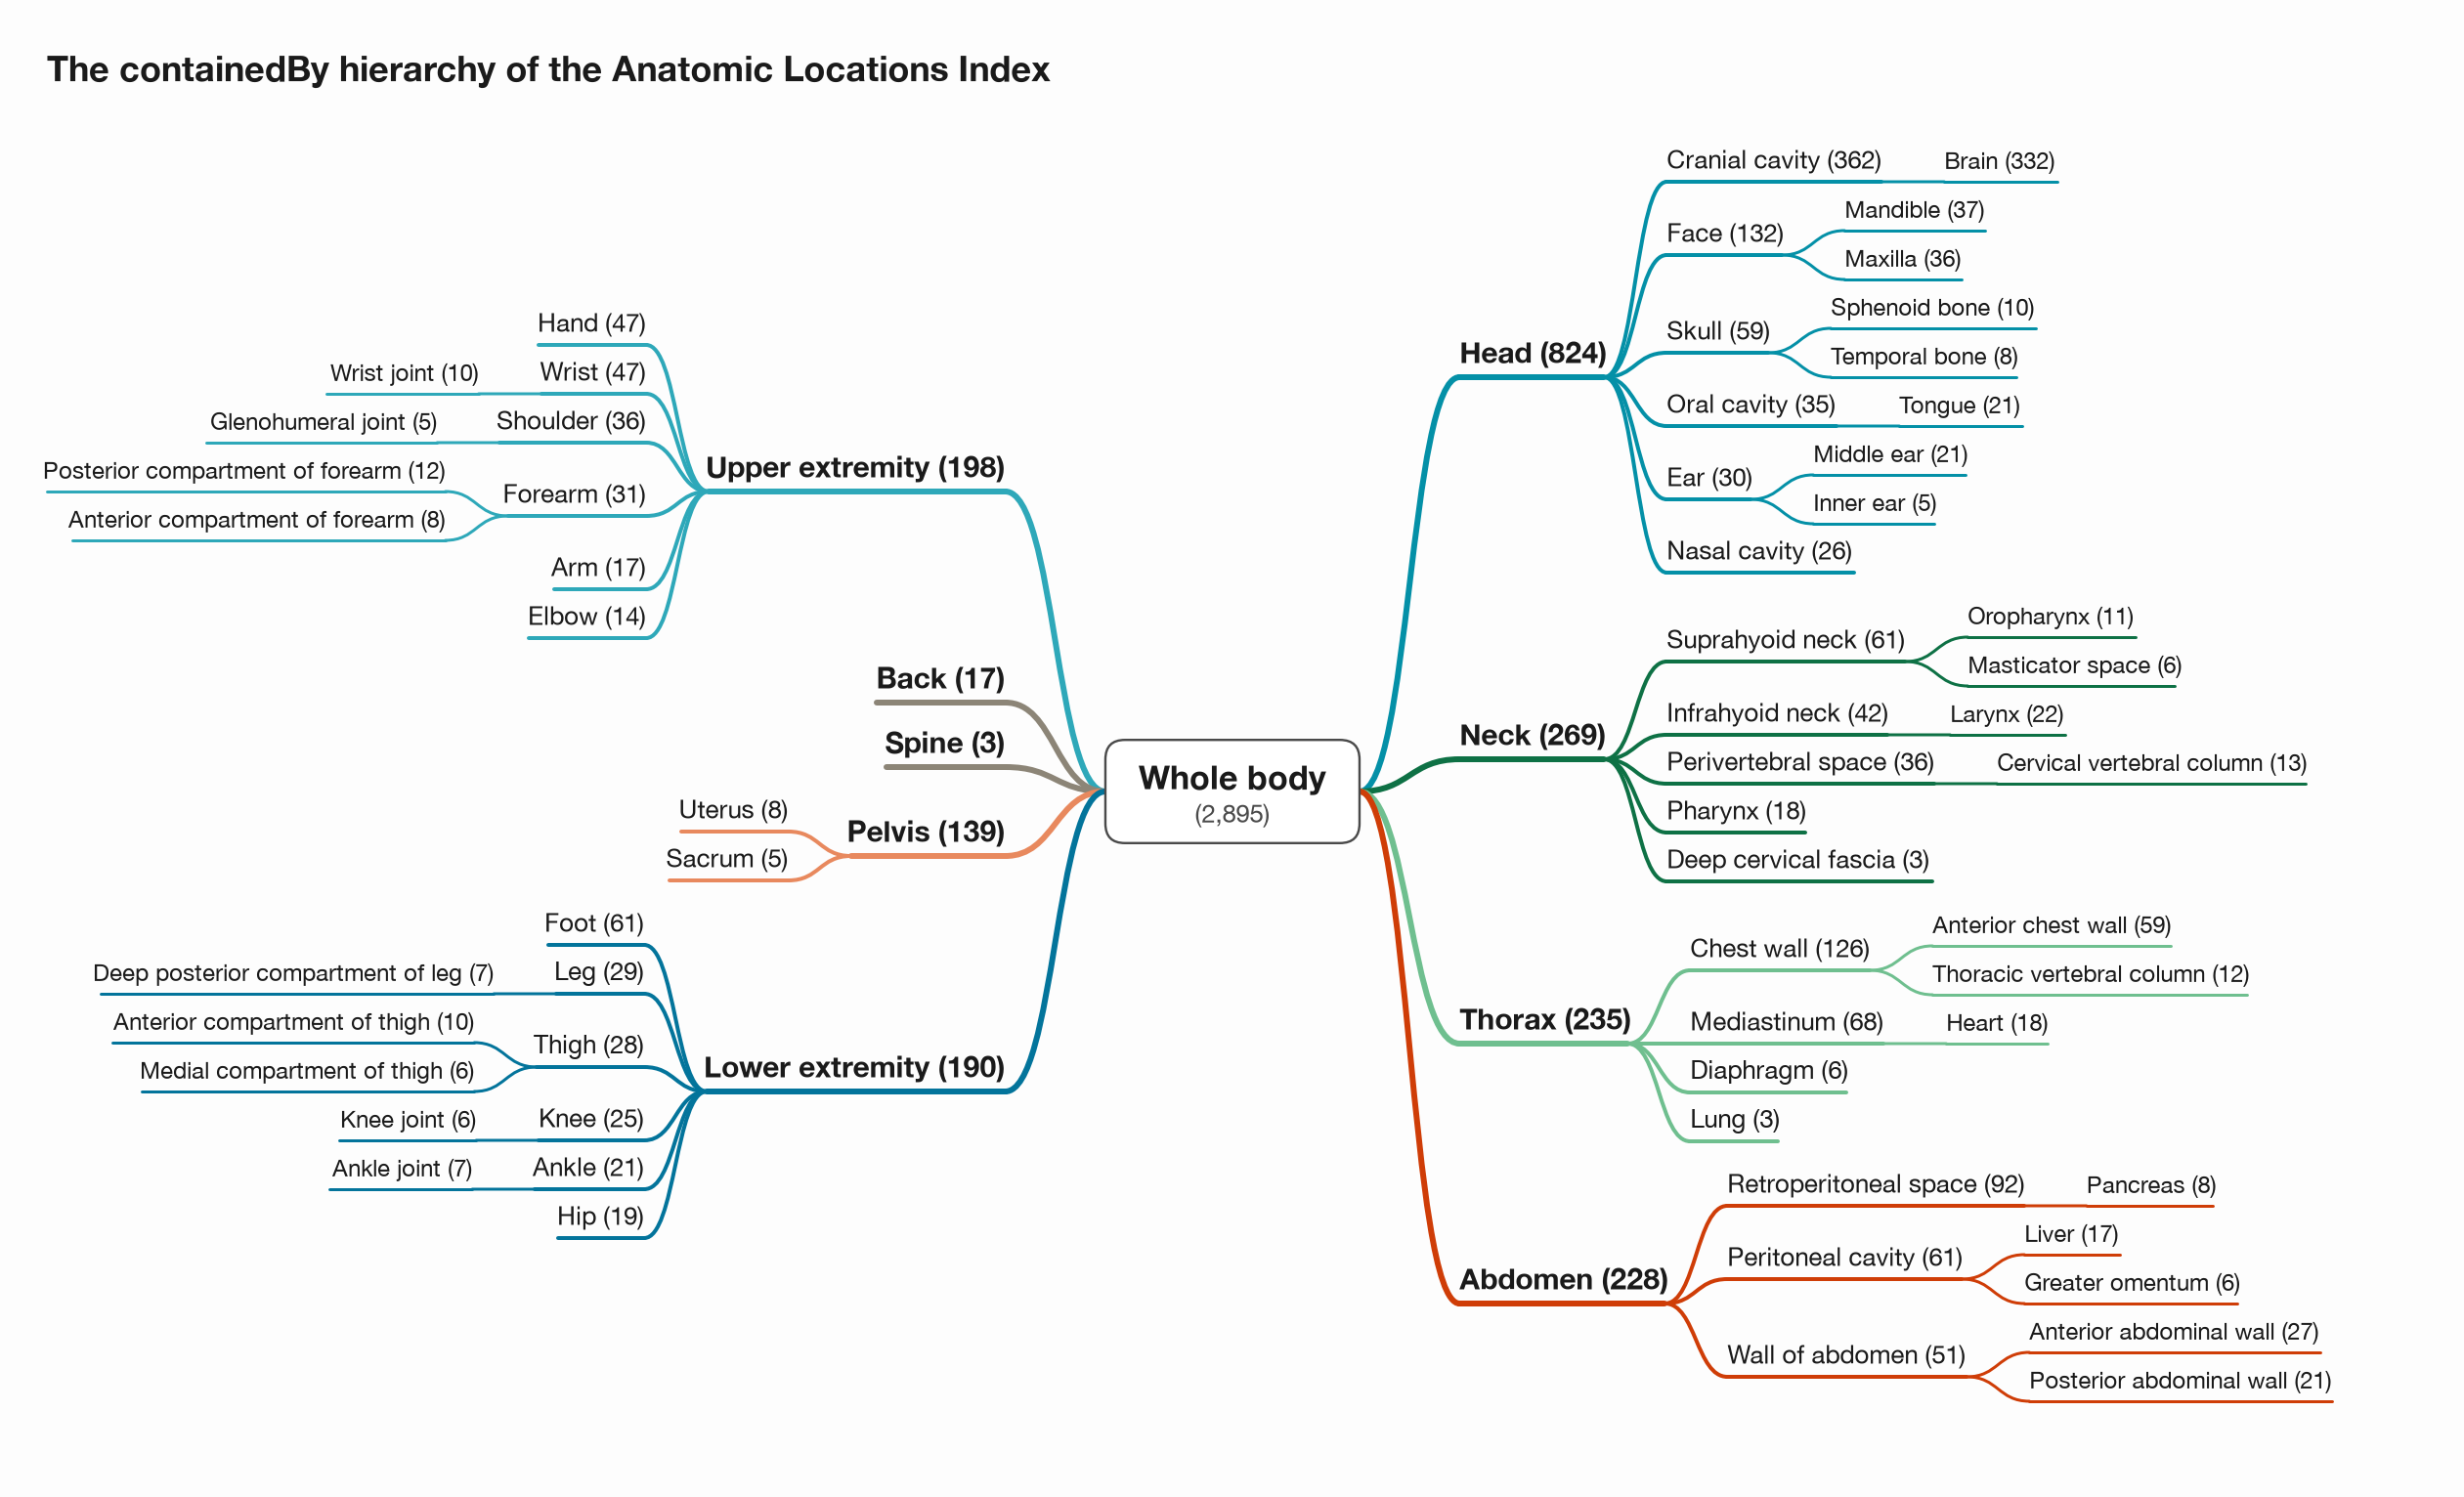 The containedBy hierarchy of the Anatomic Locations Index
Whole body
(2,895)
Upper extremity (198)
Hand (47)
Wrist (47)
Wrist joint (10)
Shoulder (36)
Glenohumeral joint (5)
Forearm (31)
Posterior compartment of forearm (12)
Anterior compartment of forearm (8)
Arm (17)
Elbow (14)
Back (17)
Spine (3)
Pelvis (139)
Uterus (8)
Sacrum (5)
Lower extremity (190)
Foot (61)
Leg (29)
Deep posterior compartment of leg (7)
Thigh (28)
Anterior compartment of thigh (10)
Medial compartment of thigh (6)
Knee (25)
Knee joint (6)
Ankle (21)
Ankle joint (7)
Hip (19)
Head (824)
Cranial cavity (362)
Brain (332)
Face (132)
Mandible (37)
Maxilla (36)
Skull (59)
Sphenoid bone (10)
Temporal bone (8)
Oral cavity (35)
Tongue (21)
Ear (30)
Middle ear (21)
Inner ear (5)
Nasal cavity (26)
Neck (269)
Suprahyoid neck (61)
Oropharynx (11)
Masticator space (6)
Infrahyoid neck (42)
Larynx (22)
Perivertebral space (36)
Cervical vertebral column (13)
Pharynx (18)
Deep cervical fascia (3)
Thorax (235)
Chest wall (126)
Anterior chest wall (59)
Thoracic vertebral column (12)
Mediastinum (68)
Heart (18)
Diaphragm (6)
Lung (3)
Abdomen (228)
Retroperitoneal space (92)
Pancreas (8)
Peritoneal cavity (61)
Liver (17)
Greater omentum (6)
Wall of abdomen (51)
Anterior abdominal wall (27)
Posterior abdominal wall (21)